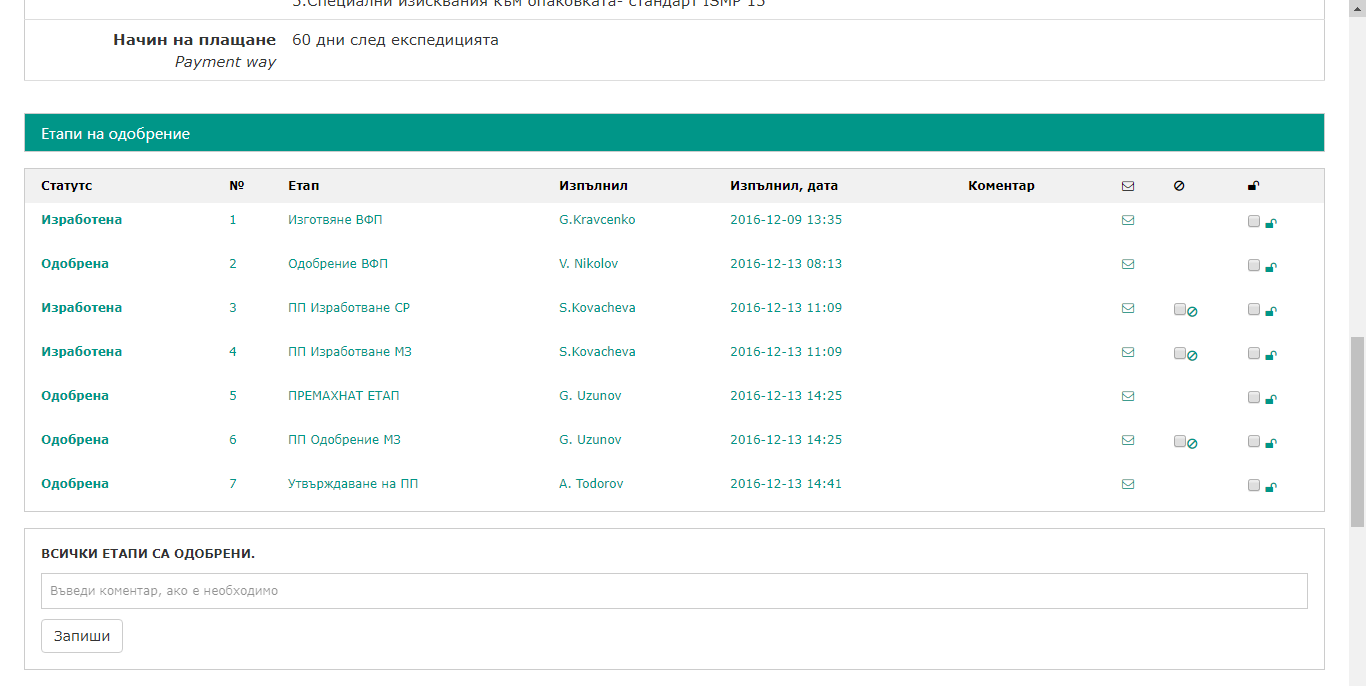 3.Специални изисквания към опаковката- стандарт ISMP 15
Начин на плащане 60 дни след експедицията
Payment way
Етапи на одобрение
Статутс № Етап Изпълнил Изпълнил, дата Коментар
Изработена 1 Изготвяне ВФП G.Kravcenko 2016-12-09 13:35
Одобрена 2 Одобрение ВФП V. Nikolov 2016-12-13 08:13
Изработена 3 ПП Изработване СР S.Kovacheva 2016-12-13 11:09
Изработена 4 ПП Изработване МЗ S.Kovacheva 2016-12-13 11:09
Одобрена 5 ПРЕМАХНАТ ЕТАП G. Uzunov 2016-12-13 14:25
Одобрена 6 ПП Одобрение МЗ G. Uzunov 2016-12-13 14:25
Одобрена 7 Утвърждаване на ПП A. Todorov 2016-12-13 14:41
ВСИЧКИ ЕТАПИ СА ОДОБРЕНИ.
Въведи коментар, ако е необходимо
Запиши